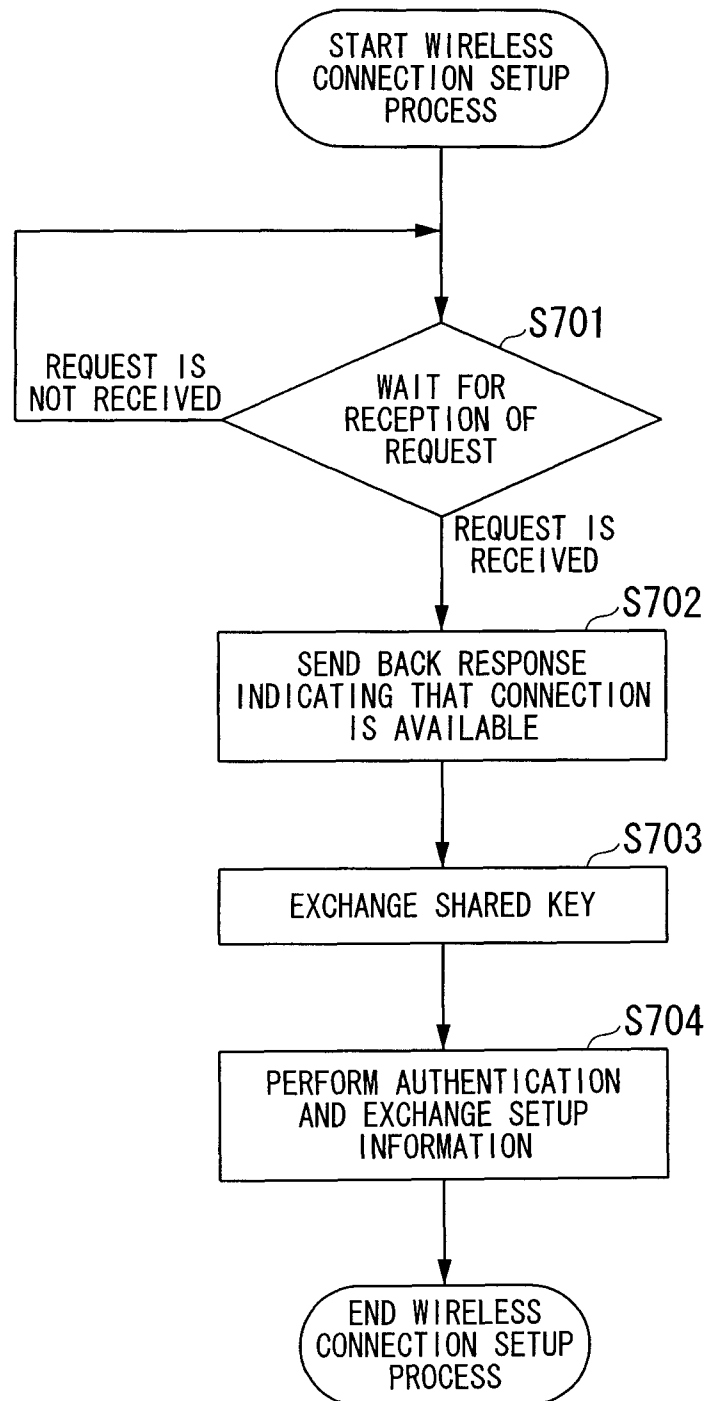 START WIRELESS
CONNECTION SETUP
PROCESS
S701
REQUEST IS
NOT RECEIVED
WAIT FOR
RECEPTION OF
REQUEST
REQUEST IS
RECEIVED
S702
SEND BACK RESPONSE
INDICATING THAT CONNECTION
IS AVAILABLE
S703
EXCHANGE SHARED KEY
S704
PERFORM AUTHENTICATION
AND EXCHANGE SETUP
INFORMATION
END WIRELESS
CONNECTION SETUP
PROCESS